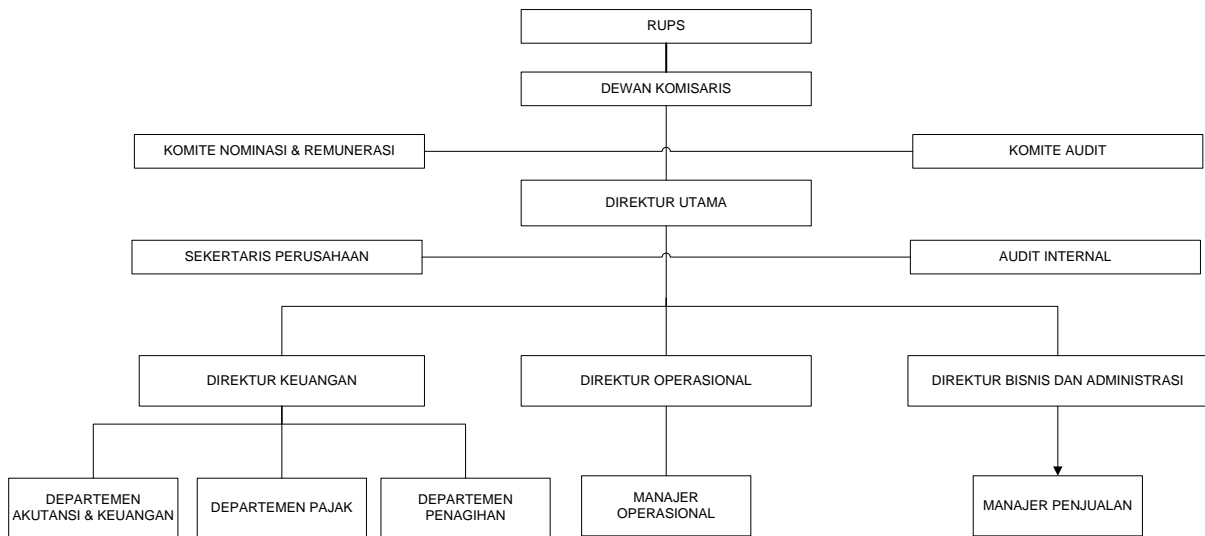 RUPS
DEWAN KOMISARIS
KOMITE NOMINASI & REMUNERASI
KOMITE AUDIT
DIREKTUR UTAMA
SEKERTARIS PERUSAHAAN
AUDIT INTERNAL
DIREKTUR KEUANGAN
DIREKTUR OPERASIONAL
DIREKTUR BISNIS DAN ADMINISTRASI
DEPARTEMEN
AKUTANSI & KEUANGAN
DEPARTEMEN PAJAK
DEPARTEMEN
PENAGIHAN
MANAJER
OPERASIONAL
MANAJER PENJUALAN